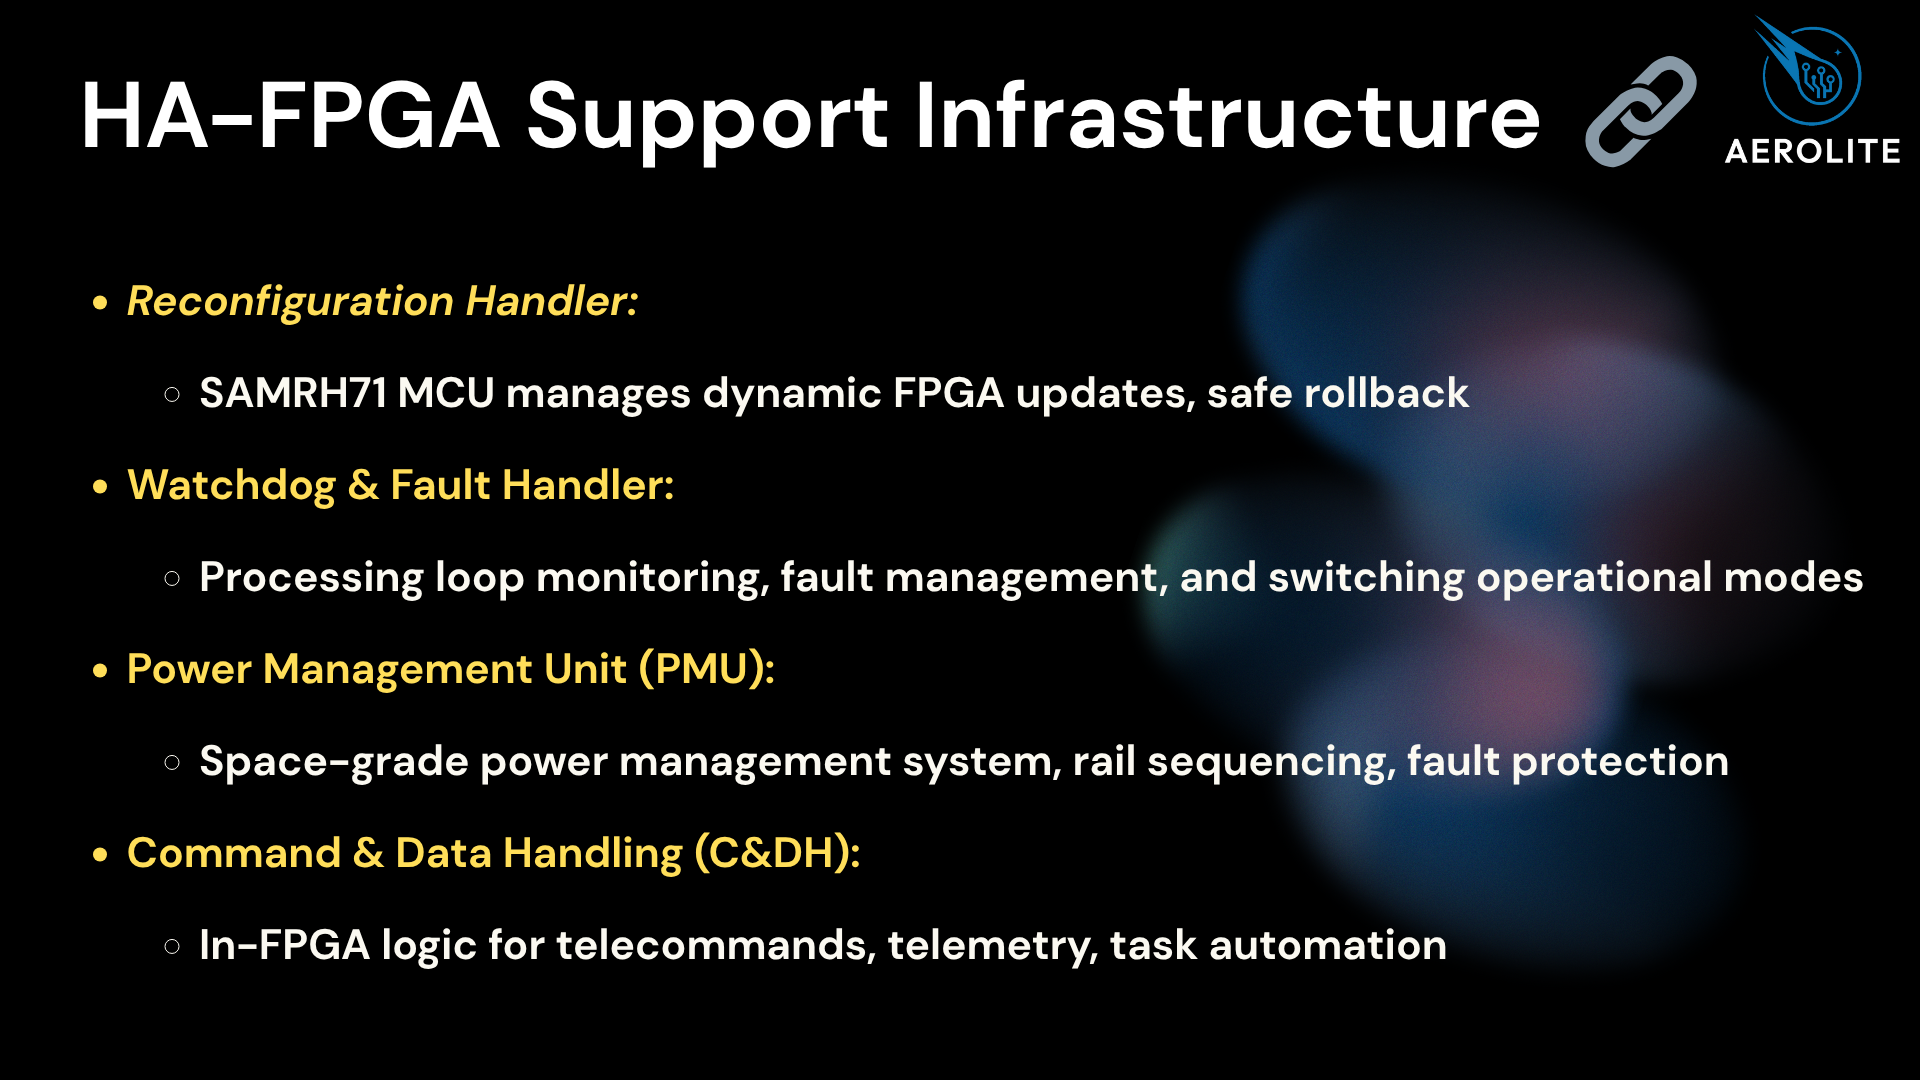 HA-FPGA Support Infrastructure
AEROLITE
• Reconfiguration Handler:
○ SAMRH71 MCU manages dynamic FPGA updates, safe rollback
• Watchdog & Fault Handler:
○ Processing loop monitoring, fault management, and switching operational modes
• Power Management Unit (PMU):
○ Space-grade power management system, rail sequencing, fault protection
• Command & Data Handling (C&DH):
○ In-FPGA logic for telecommands, telemetry, task automation